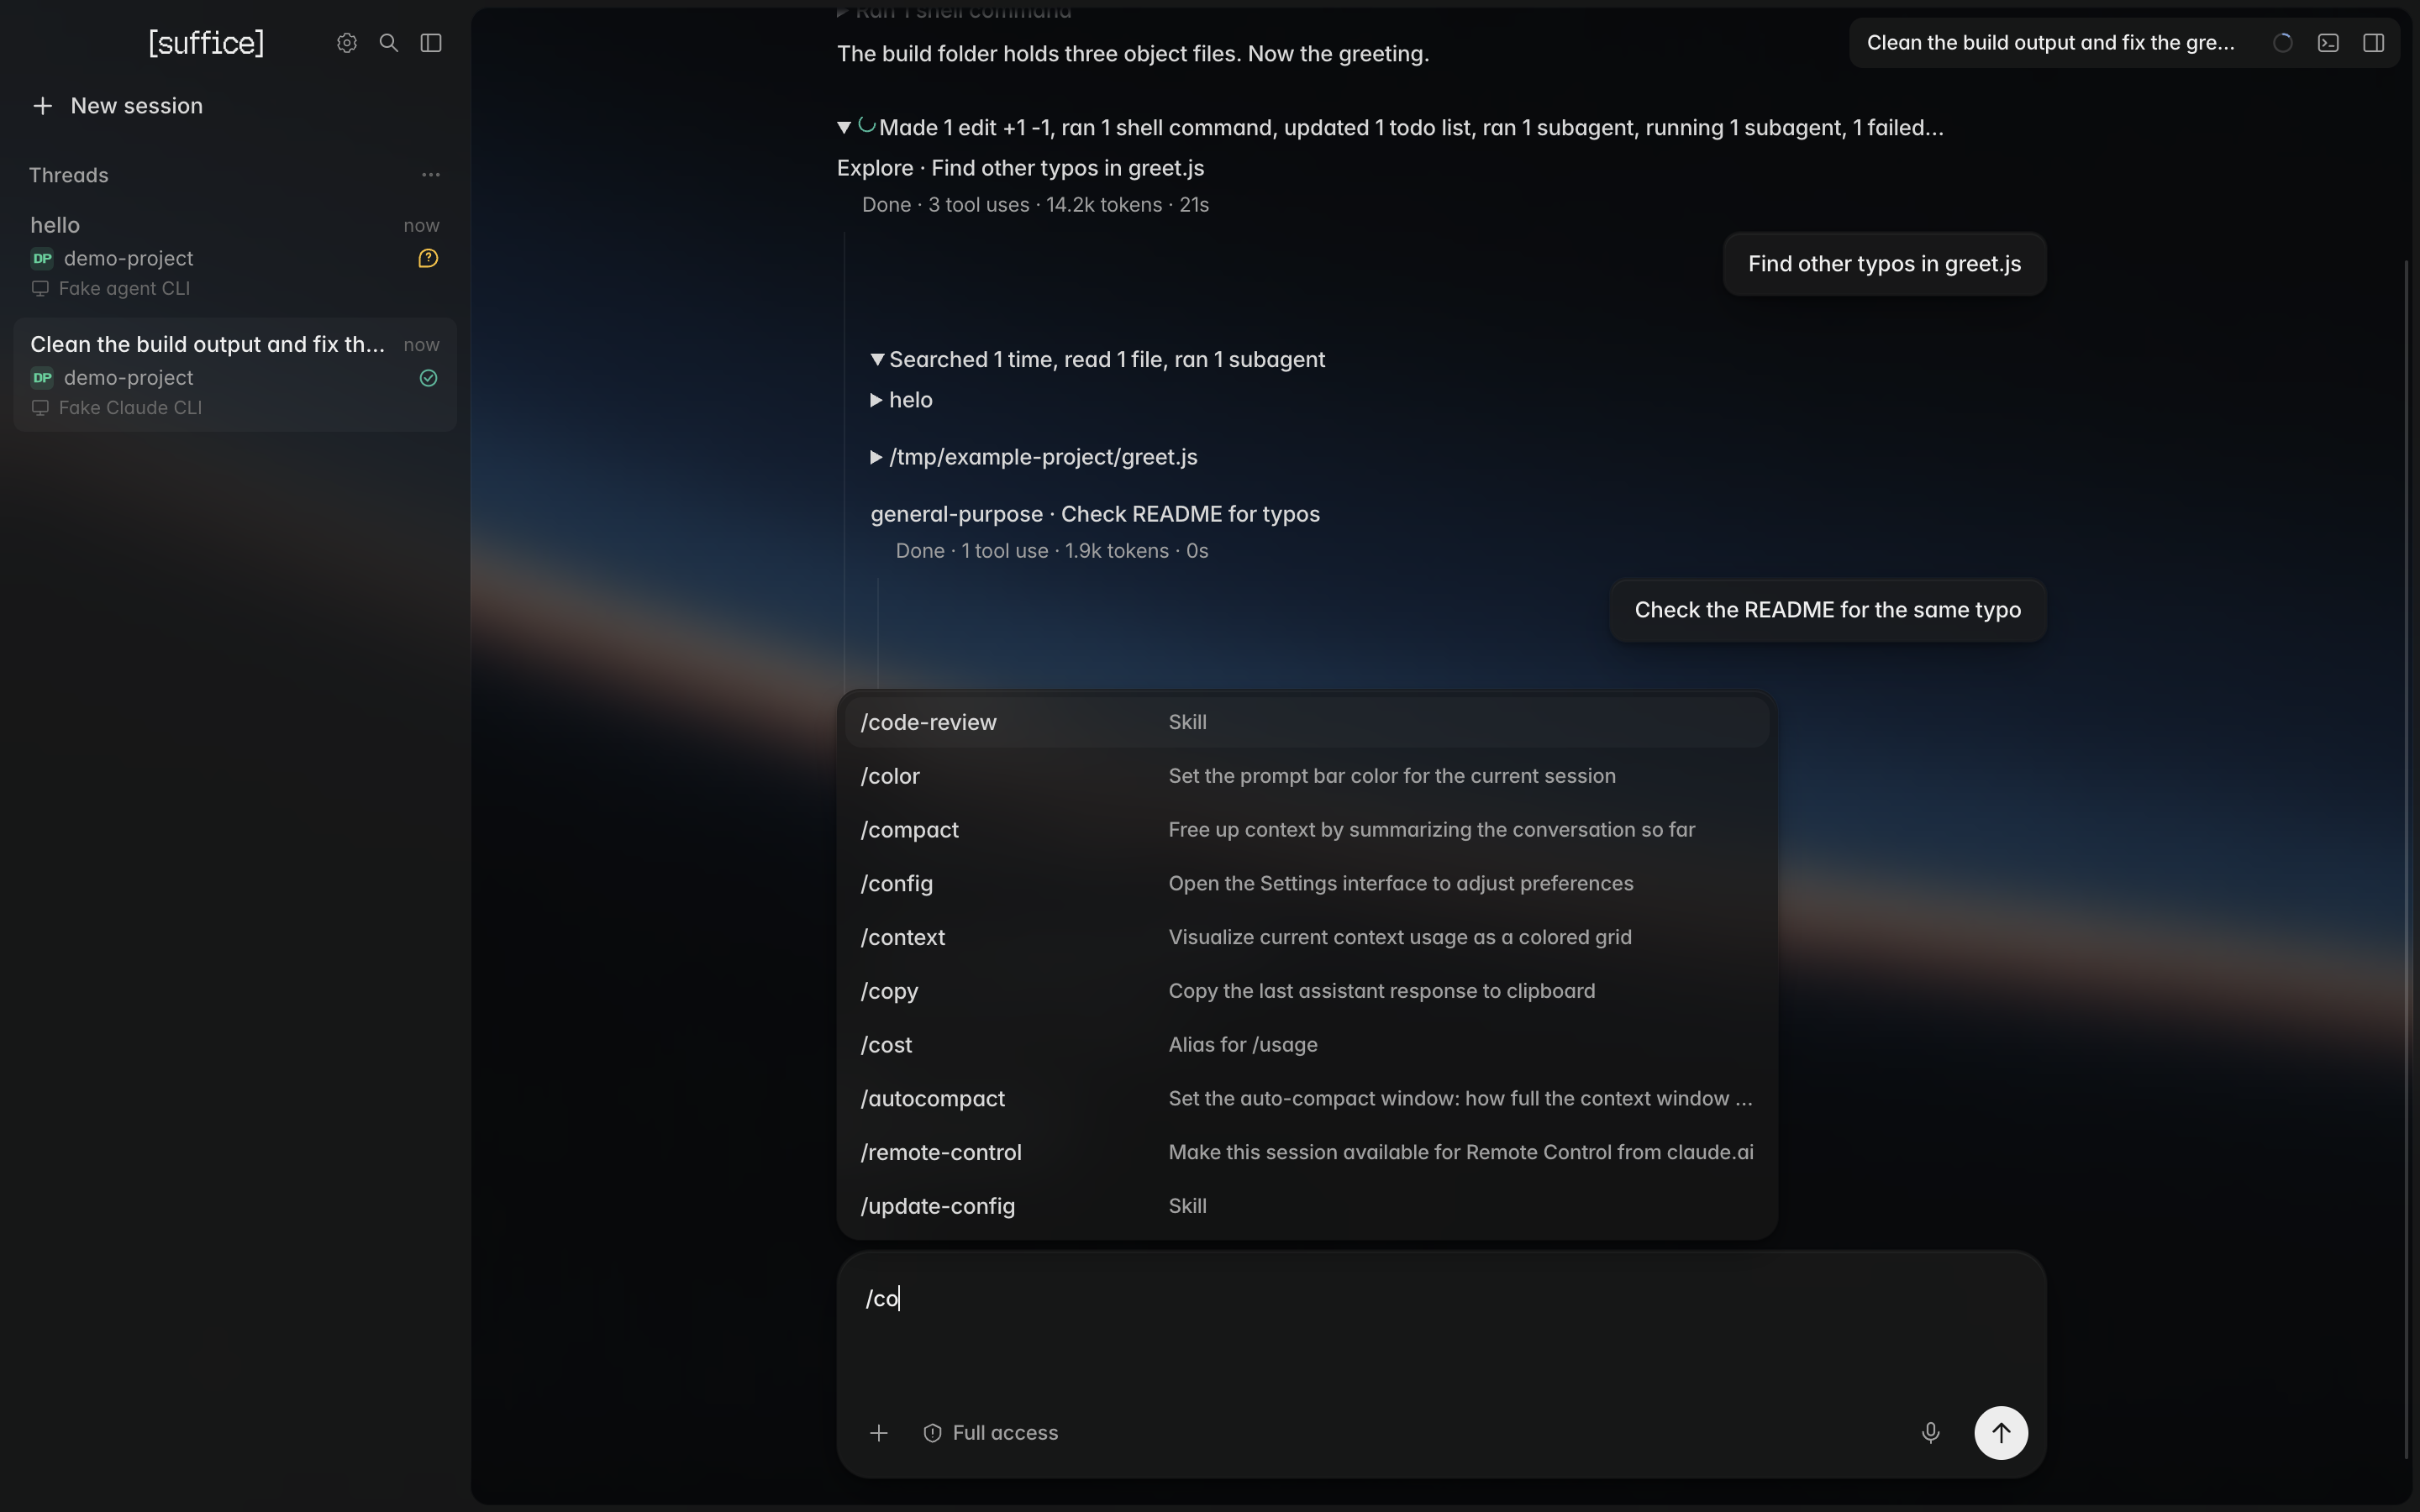 [suffice]
New session
Threads
hello now
DP demo-project
Fake agent CLI
Clean the build output and fix th... now
DP demo-project
Fake Claude CLI
Ran 1 shell command
Clean the build output and fix the gre...
The build folder holds three object files. Now the greeting.
Made 1 edit +1 -1, ran 1 shell command, updated 1 todo list, ran 1 subagent, running 1 subagent, 1 failed...
Explore · Find other typos in greet.js
Done · 3 tool uses · 14.2k tokens · 21s
Find other typos in greet.js
Searched 1 time, read 1 file, ran 1 subagent
helo
/tmp/example-project/greet.js
general-purpose · Check README for typos
Done · 1 tool use · 1.9k tokens · 0s
Check the README for the same typo
/code-review Skill
/color Set the prompt bar color for the current session
/compact Free up context by summarizing the conversation so far
/config Open the Settings interface to adjust preferences
/context Visualize current context usage as a colored grid
/copy Copy the last assistant response to clipboard
/cost Alias for /usage
/autocompact Set the auto-compact window: how full the context window ...
/remote-control Make this session available for Remote Control from claude.ai
/update-config Skill
/co
Full access